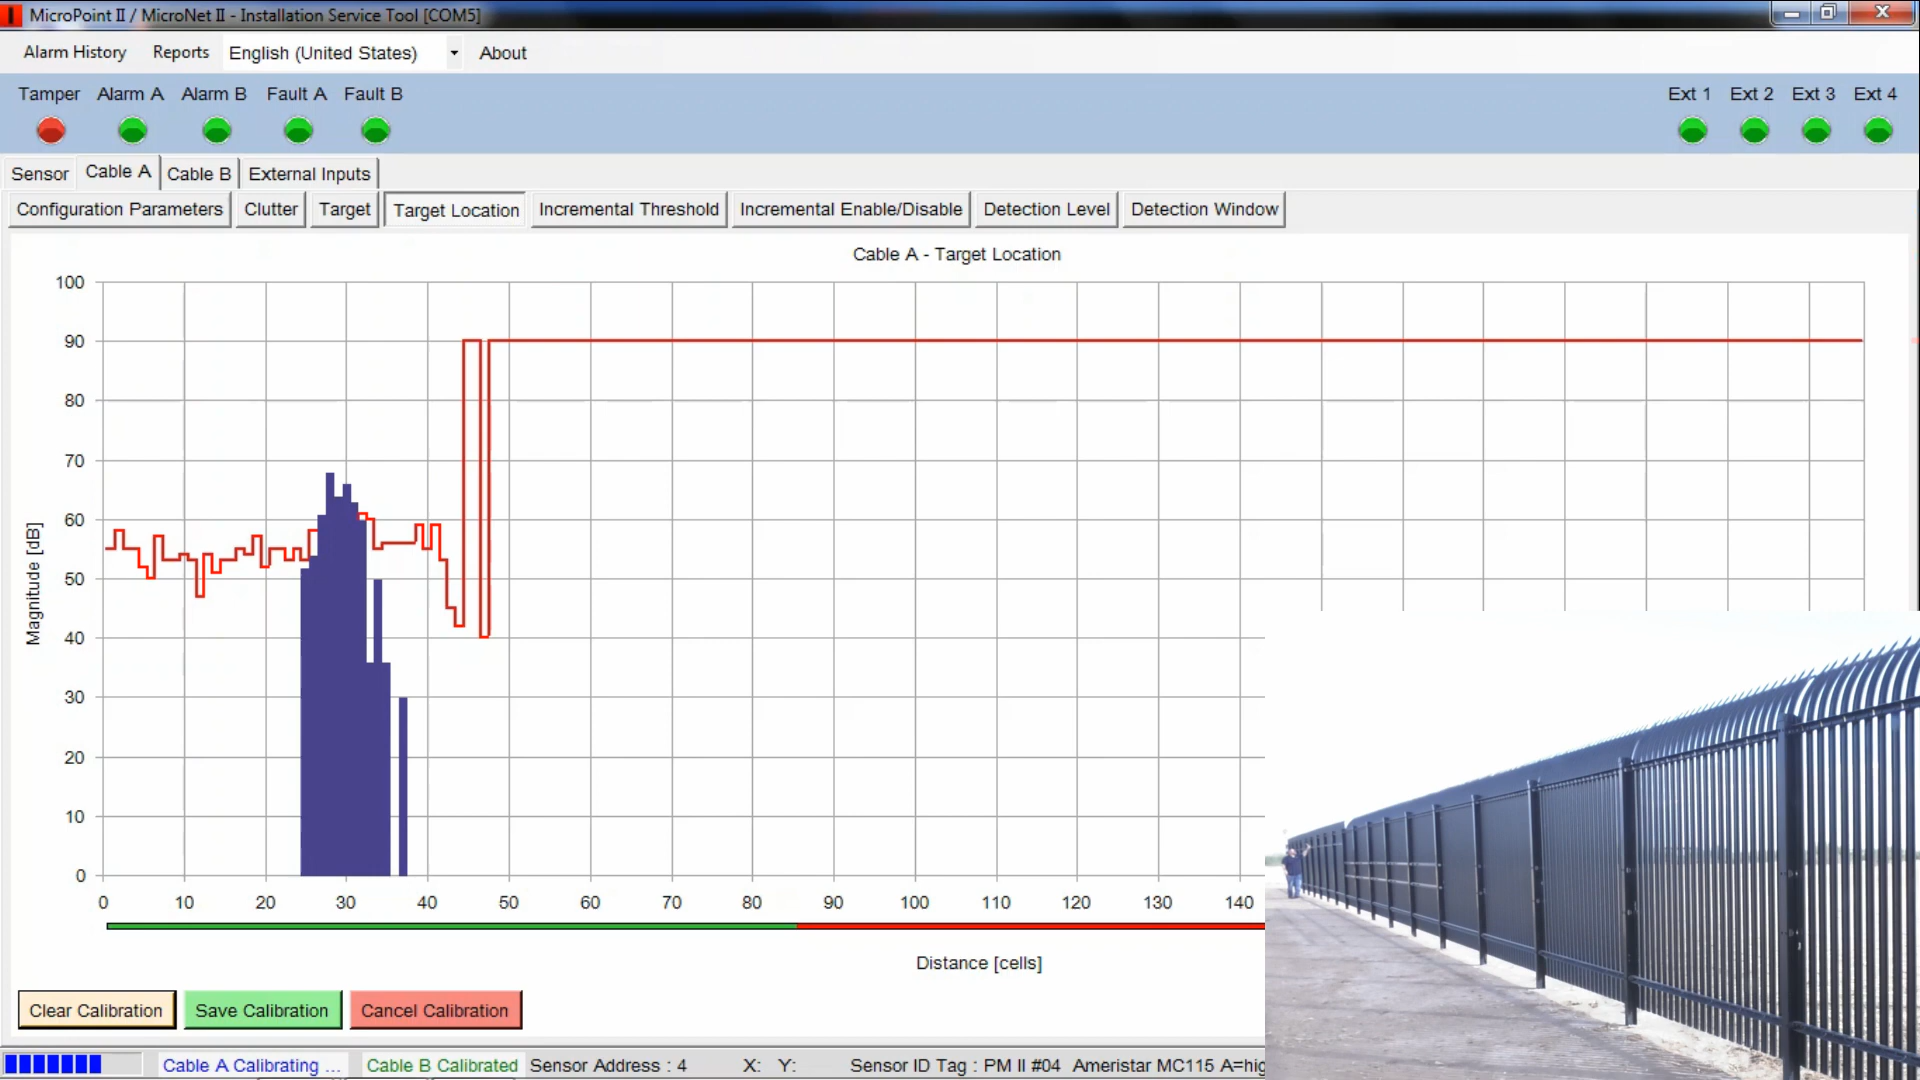 MicroPoint II / MicroNet II - Installation Service Tool [COM5]
Alarm History Reports English (United States) About
Tamper Alarm A Alarm B Fault A Fault B Ext 1 Ext 2 Ext 3 Ext 4
Sensor Cable A Cable B External Inputs
Configuration Parameters Clutter Target Target Location Incremental Threshold Incremental Enable/Disable Detection Level Detection Window
Cable A - Target Location
100
90
80
70
60
50
40
30
20
10
0
Magnitude [dB]
0 10 20 30 40 50 60 70 80 90 100 110 120 130 140
Distance [cells]
Clear Calibration Save Calibration Cancel Calibration
Cable A Calibrating ... Cable B Calibrated Sensor Address : 4 X: Y: Sensor ID Tag : PM II #04 Ameristar MC115 A=hig